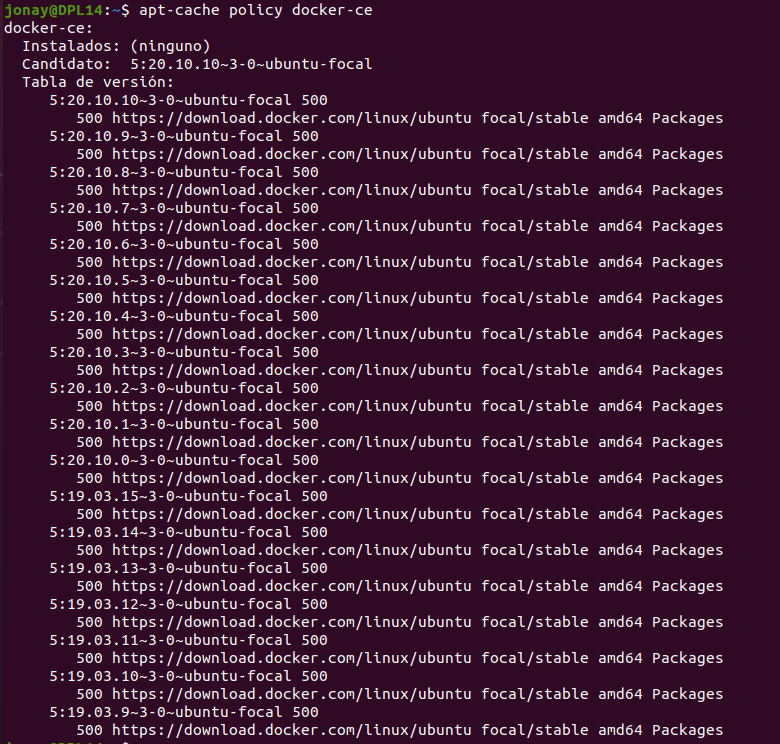 jonay@DPL14:~$ apt-cache policy docker-ce
docker-ce:
  Instalados: (ninguno)
  Candidato:  5:20.10.10~3-0~ubuntu-focal
  Tabla de versión:
     5:20.10.10~3-0~ubuntu-focal 500
        500 https://download.docker.com/linux/ubuntu focal/stable amd64 Packages
     5:20.10.9~3-0~ubuntu-focal 500
        500 https://download.docker.com/linux/ubuntu focal/stable amd64 Packages
     5:20.10.8~3-0~ubuntu-focal 500
        500 https://download.docker.com/linux/ubuntu focal/stable amd64 Packages
     5:20.10.7~3-0~ubuntu-focal 500
        500 https://download.docker.com/linux/ubuntu focal/stable amd64 Packages
     5:20.10.6~3-0~ubuntu-focal 500
        500 https://download.docker.com/linux/ubuntu focal/stable amd64 Packages
     5:20.10.5~3-0~ubuntu-focal 500
        500 https://download.docker.com/linux/ubuntu focal/stable amd64 Packages
     5:20.10.4~3-0~ubuntu-focal 500
        500 https://download.docker.com/linux/ubuntu focal/stable amd64 Packages
     5:20.10.3~3-0~ubuntu-focal 500
        500 https://download.docker.com/linux/ubuntu focal/stable amd64 Packages
     5:20.10.2~3-0~ubuntu-focal 500
        500 https://download.docker.com/linux/ubuntu focal/stable amd64 Packages
     5:20.10.1~3-0~ubuntu-focal 500
        500 https://download.docker.com/linux/ubuntu focal/stable amd64 Packages
     5:20.10.0~3-0~ubuntu-focal 500
        500 https://download.docker.com/linux/ubuntu focal/stable amd64 Packages
     5:19.03.15~3-0~ubuntu-focal 500
        500 https://download.docker.com/linux/ubuntu focal/stable amd64 Packages
     5:19.03.14~3-0~ubuntu-focal 500
        500 https://download.docker.com/linux/ubuntu focal/stable amd64 Packages
     5:19.03.13~3-0~ubuntu-focal 500
        500 https://download.docker.com/linux/ubuntu focal/stable amd64 Packages
     5:19.03.12~3-0~ubuntu-focal 500
        500 https://download.docker.com/linux/ubuntu focal/stable amd64 Packages
     5:19.03.11~3-0~ubuntu-focal 500
        500 https://download.docker.com/linux/ubuntu focal/stable amd64 Packages
     5:19.03.10~3-0~ubuntu-focal 500
        500 https://download.docker.com/linux/ubuntu focal/stable amd64 Packages
     5:19.03.9~3-0~ubuntu-focal 500
        500 https://download.docker.com/linux/ubuntu focal/stable amd64 Packages